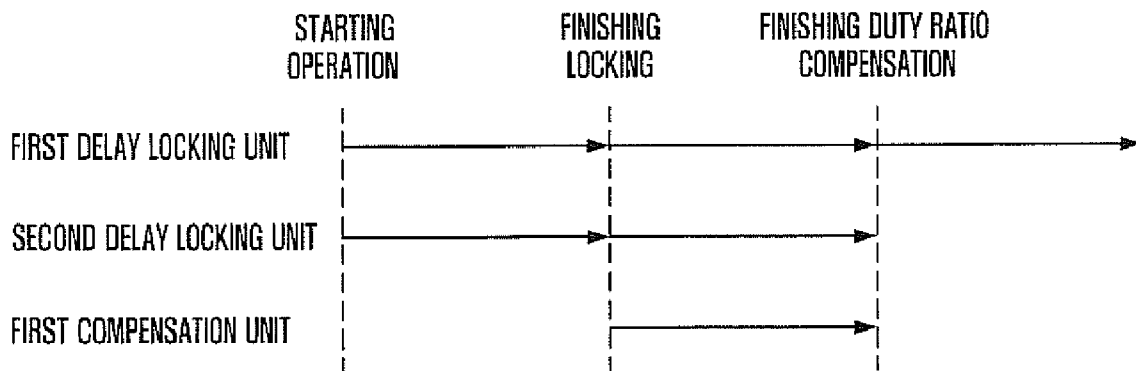 STARTING
OPERATION
FINISHING
LOCKING
FINISHING DUTY RATIO
COMPENSATION
FIRST DELAY LOCKING UNIT
SECOND DELAY LOCKING UNIT
FIRST COMPENSATION UNIT